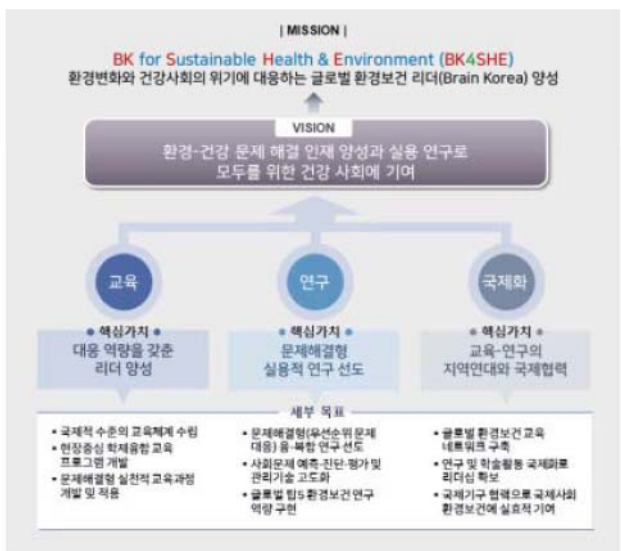 | MISSION |
BK for Sustainable Health & Environment (BK4SHE)
환경변화와 건강사회의 위기에 대응하는 글로벌 환경보건 리더(Brain Korea) 양성
VISION
환경-건강 문제 해결 인재 양성과 실용 연구로
모두를 위한 건강 사회에 기여
교육
연구
국제화
• 핵심가치 •
대응 역량을 갖춘
리더 양성
• 핵심가치 •
문제해결형
실용적 연구 선도
• 핵심가치 •
교육-연구의
지역연대와 국제협력
세부 목표
• 국제적 수준의 교육체계 수립
• 현장중심 학제융합 교육
프로그램 개발
• 문제해결형 실천적 교육과정
개발 및 적용
• 문제해결형(우선순위 문제
대응) 융·복합 연구 선도
• 사회문제 예측·진단·평가 및
관리기술 고도화
• 글로벌 탑5 환경보건 연구
역량 구현
• 글로벌 환경보건 교육
네트워크 구축
• 연구 및 학술활동 국제화로
리더십 확보
• 국제기구 협력으로 국제사회
환경보건에 실효적 기여